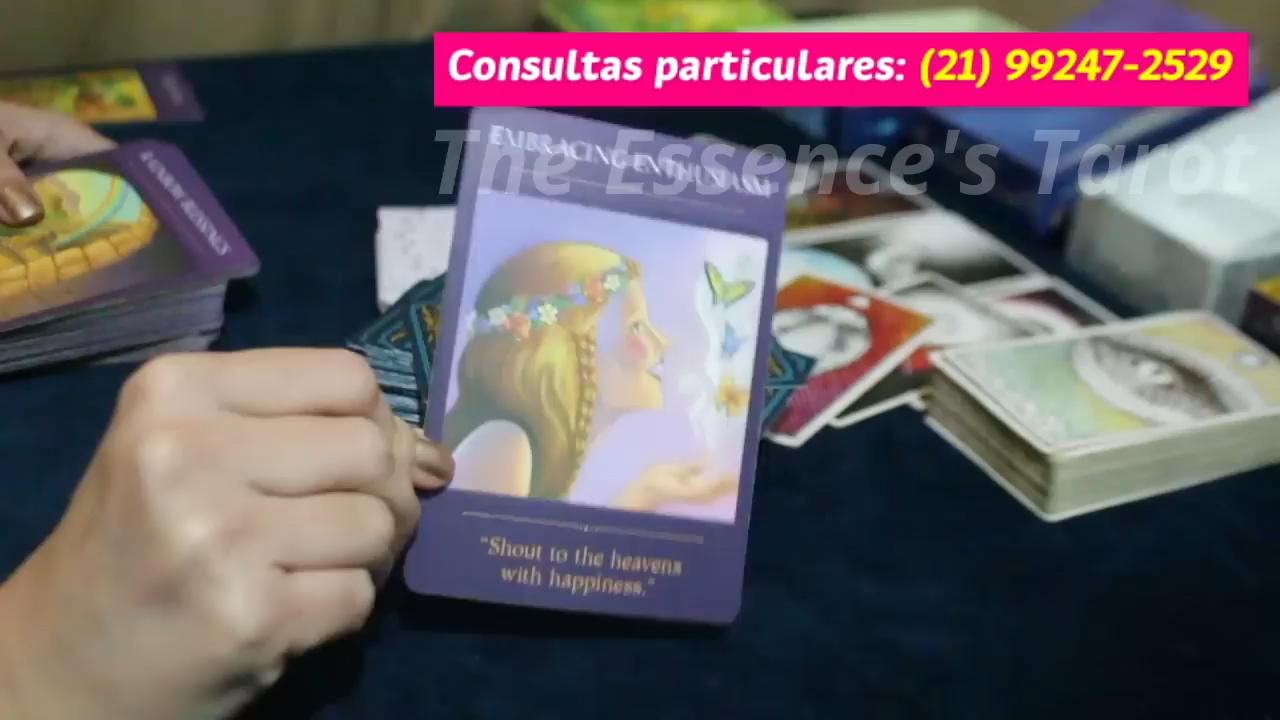 Consultas particulares: (21) 99247-2529
The Essence's Tarot
EMBRACING ENTHUSIASM
"Shout to the heavens
with happiness."